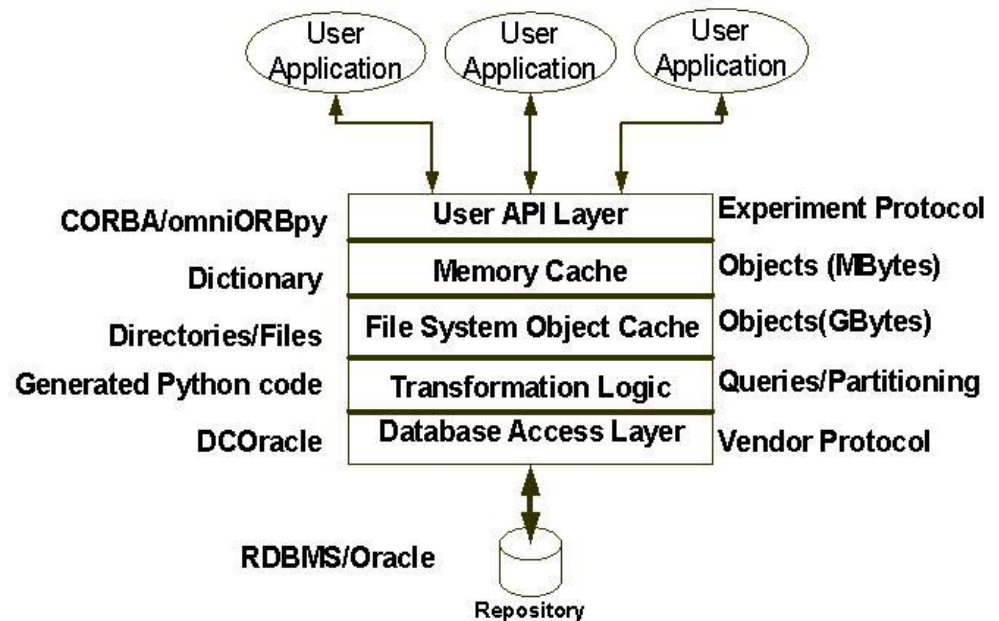 User
Application
User
Application
User
Application
CORBA/omniORBpy
User API Layer
Experiment Protocol
Dictionary
Memory Cache
Objects (MBytes)
Directories/Files
File System Object Cache
Objects(GBytes)
Generated Python code
Transformation Logic
Queries/Partitioning
DCOracle
Database Access Layer
Vendor Protocol
RDBMS/Oracle
Repository